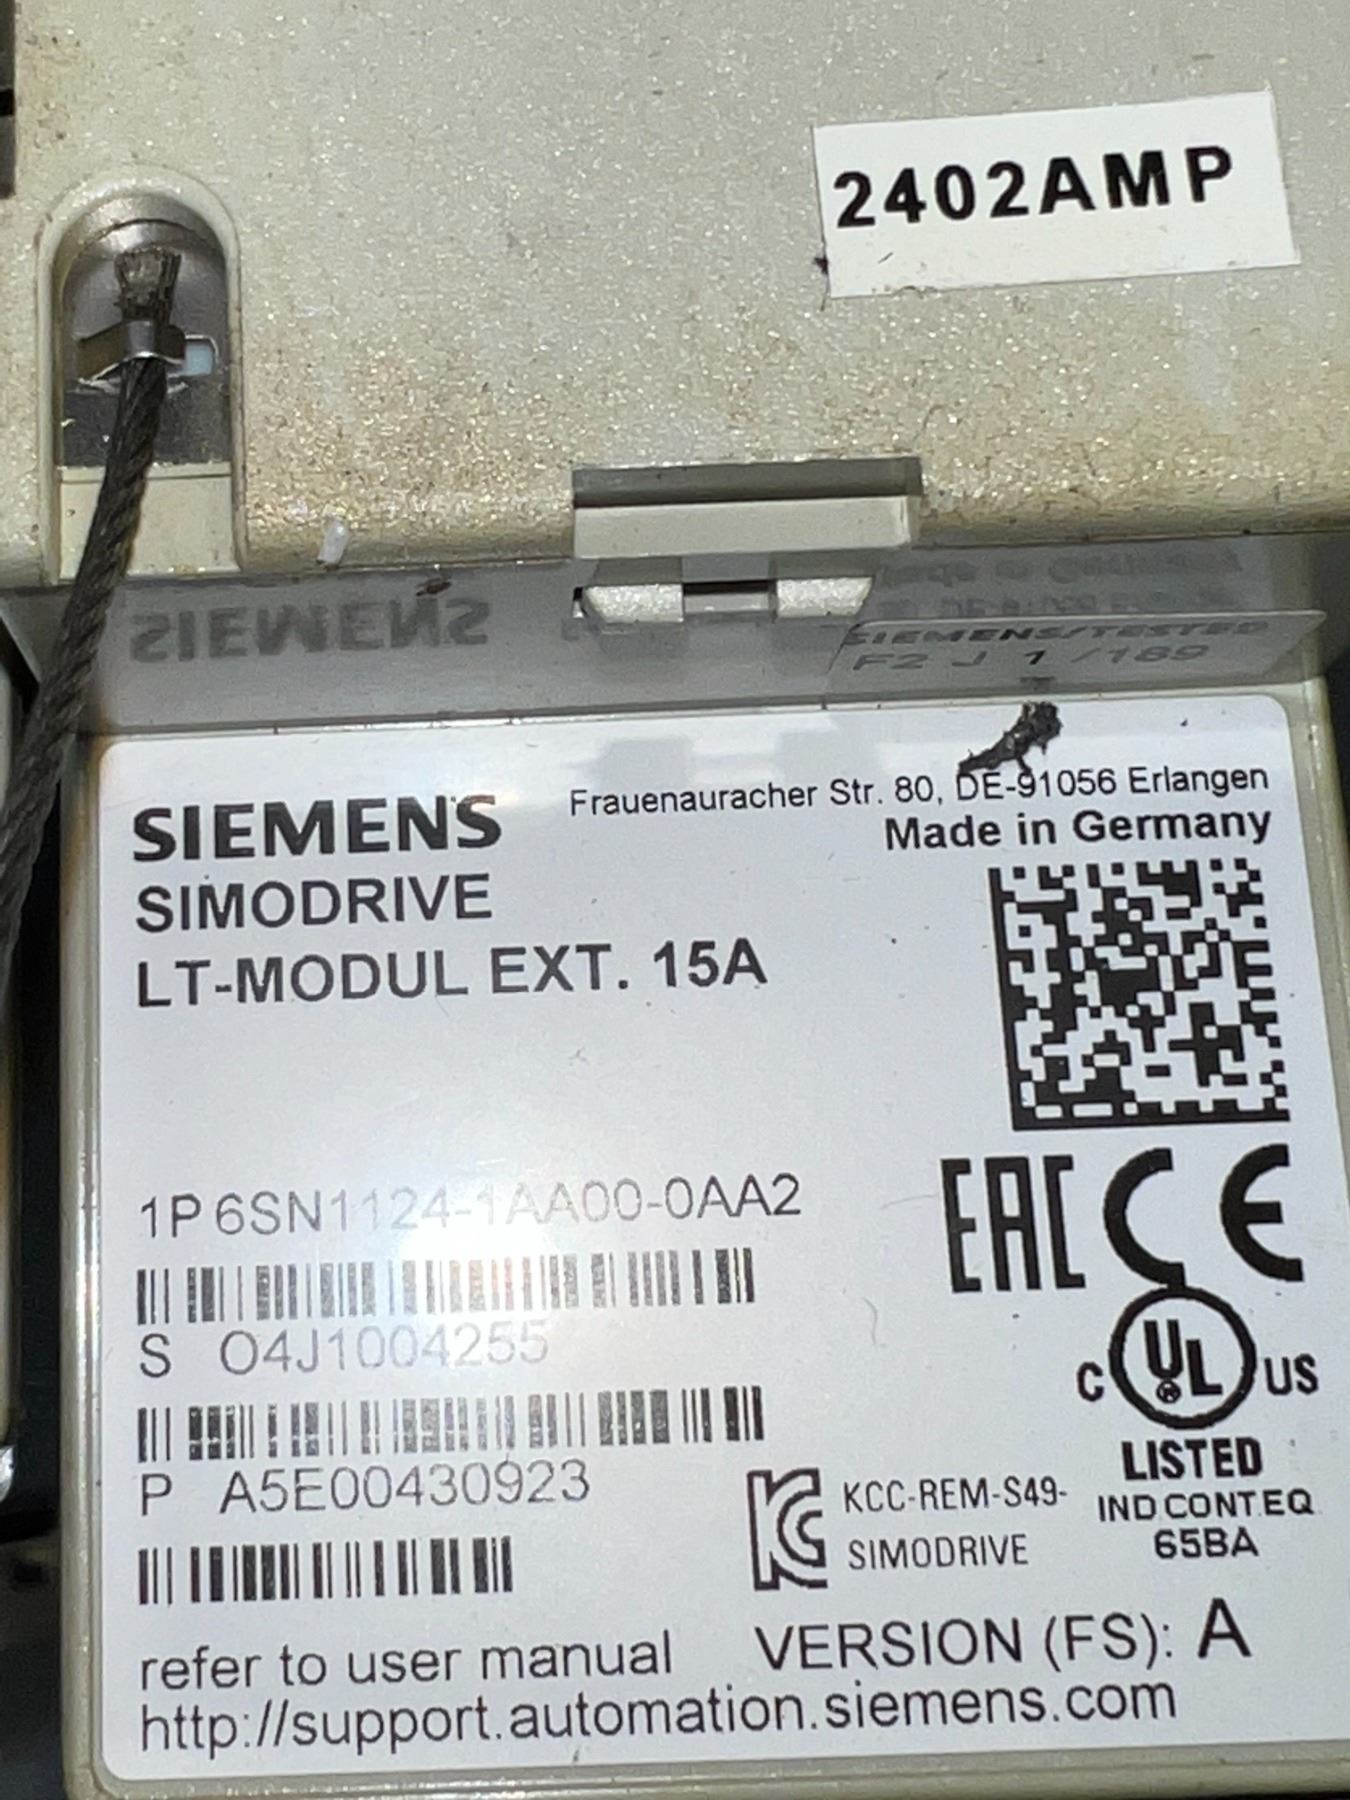 2402AMP
SIEMENS/TESTED
F2 J 1 /189
SIEMENS
Frauenauracher Str. 80, DE-91056 Erlangen
Made in Germany
SIMODRIVE
LT-MODUL EXT. 15A
1P 6SN1124-1AA00-0AA2
S O4J1004255
P A5E00430923
EAC CE
C UL US
LISTED
IND.CONT.EQ
65BA
KC KCC-REM-S49-
SIMODRIVE
refer to user manual VERSION (FS): A
http://support.automation.siemens.com